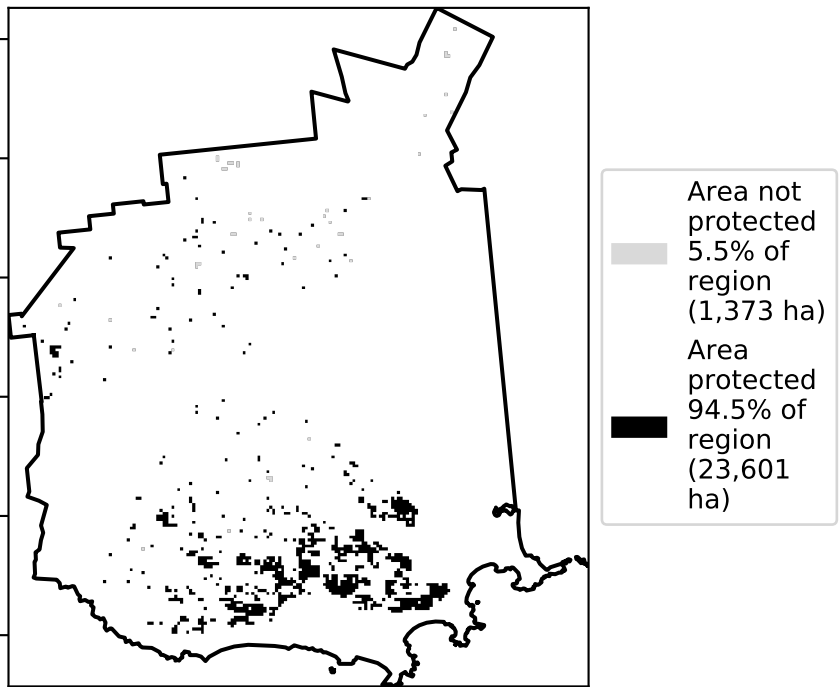 Area not
protected
5.5% of
region
(1,373 ha)
Area
protected
94.5% of
region
(23,601
ha)